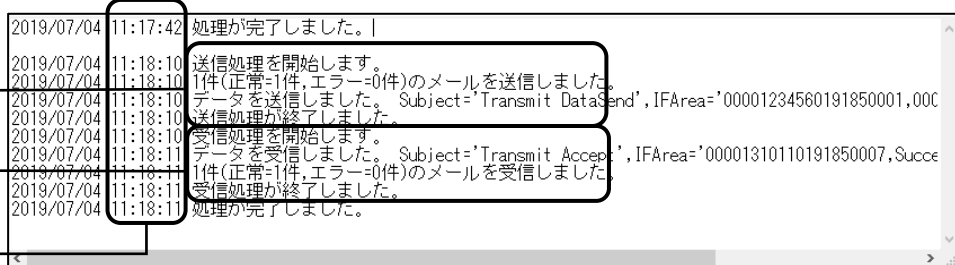 2019/07/04 11:17:42 処理が完了しました。
2019/07/04 11:18:10 送信処理を開始します。
2019/07/04 11:18:10 1件(正常=1件,エラー=0件)のメールを送信しました。
2019/07/04 11:18:10 データを送信しました。 Subject='Transmit DataSend',IFArea='00001234560191850001,000
2019/07/04 11:18:10 送信処理が終了しました。
2019/07/04 11:18:10 受信処理を開始します。
2019/07/04 11:18:11 データを受信しました。 Subject='Transmit Accept',IFArea='00001310110191850007,Succe
2019/07/04 11:18:11 1件(正常=1件,エラー=0件)のメールを受信しました。
2019/07/04 11:18:11 受信処理が終了しました。
2019/07/04 11:18:11 処理が完了しました。